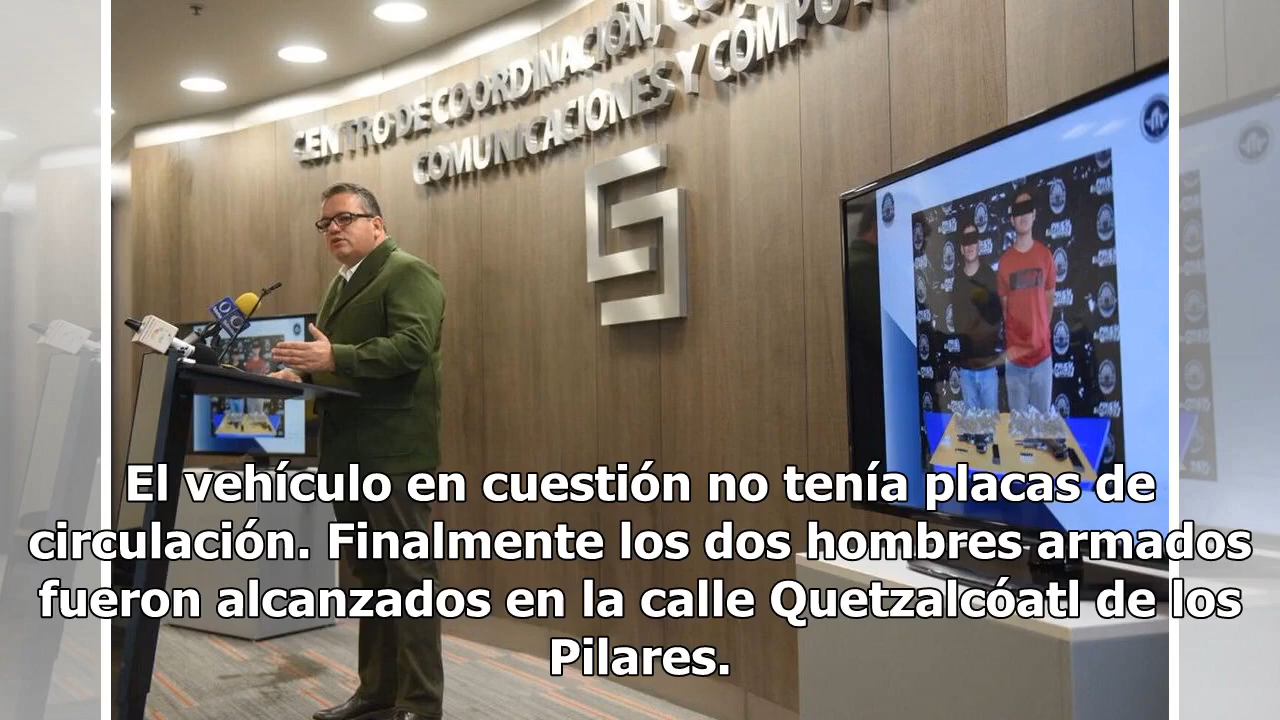 CENTRO DE COORDINACIÓN,
COMUNICACIONES Y
El vehículo en cuestión no tenía placas de
circulación. Finalmente los dos hombres armados
fueron alcanzados en la calle Quetzalcóatl de los
Pilares.